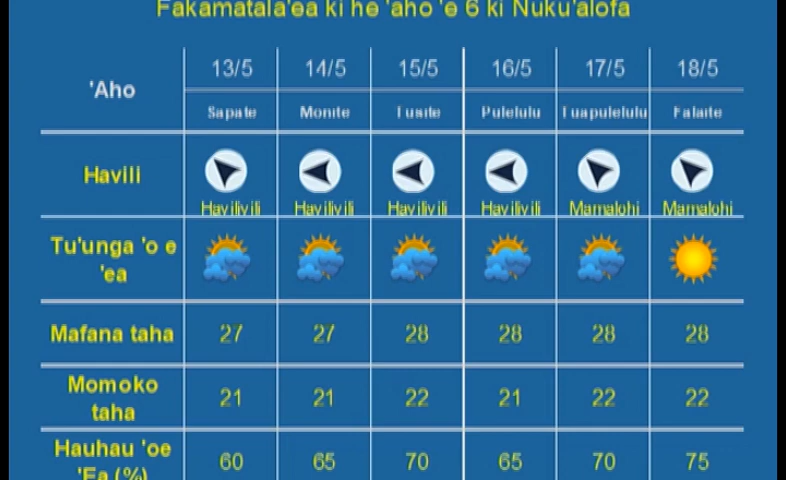 Fakamatala'ea ki he 'aho 'e 6 ki Nuku'alofa
'Aho 13/5 14/5 15/5 16/5 17/5 18/5
Sapate Monite Tusite Pulelulu Tuapulelulu Falaite
Havili
Havilivili Havilivili Havilivili Havilivili Mamalohi Mamalohi
Tu'unga 'o e
'ea
Mafana taha 27 27 28 28 28 28
Momoko
taha 21 21 22 21 22 22
Hauhau 'oe
'Ea (%) 60 65 70 65 70 75